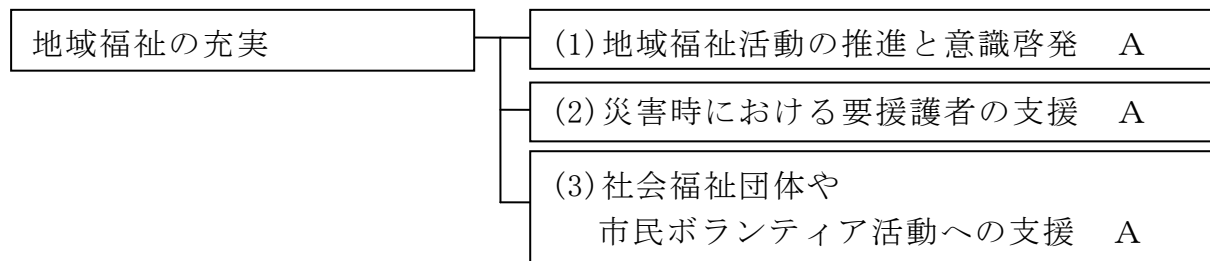 地域福祉の充実
(1)地域福祉活動の推進と意識啓発　A
(2)災害時における要援護者の支援　A
(3)社会福祉団体や
市民ボランティア活動への支援　A